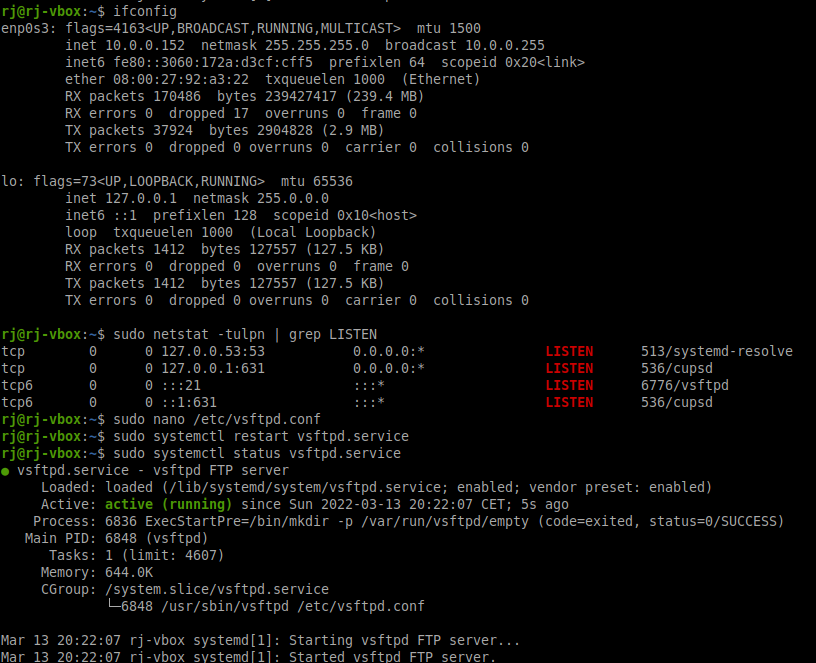 rj@rj-vbox:~$ ifconfig
enp0s3: flags=4163<UP,BROADCAST,RUNNING,MULTICAST>  mtu 1500
        inet 10.0.0.152  netmask 255.255.255.0  broadcast 10.0.0.255
        inet6 fe80::3060:172a:d3cf:cff5  prefixlen 64  scopeid 0x20<link>
        ether 08:00:27:92:a3:22  txqueuelen 1000  (Ethernet)
        RX packets 170486  bytes 239427417 (239.4 MB)
        RX errors 0  dropped 17  overruns 0  frame 0
        TX packets 37924  bytes 2904828 (2.9 MB)
        TX errors 0  dropped 0 overruns 0  carrier 0  collisions 0

lo: flags=73<UP,LOOPBACK,RUNNING>  mtu 65536
        inet 127.0.0.1  netmask 255.0.0.0
        inet6 ::1  prefixlen 128  scopeid 0x10<host>
        loop  txqueuelen 1000  (Local Loopback)
        RX packets 1412  bytes 127557 (127.5 KB)
        RX errors 0  dropped 0  overruns 0  frame 0
        TX packets 1412  bytes 127557 (127.5 KB)
        TX errors 0  dropped 0 overruns 0  carrier 0  collisions 0

rj@rj-vbox:~$ sudo netstat -tulpn | grep LISTEN
tcp        0      0 127.0.0.53:53           0.0.0.0:*               LISTEN      513/systemd-resolve
tcp        0      0 127.0.0.1:631           0.0.0.0:*               LISTEN      536/cupsd
tcp6       0      0 :::21                   :::*                    LISTEN      6776/vsftpd
tcp6       0      0 ::1:631                 :::*                    LISTEN      536/cupsd
rj@rj-vbox:~$ sudo nano /etc/vsftpd.conf
rj@rj-vbox:~$ sudo systemctl restart vsftpd.service
rj@rj-vbox:~$ sudo systemctl status vsftpd.service
● vsftpd.service - vsftpd FTP server
     Loaded: loaded (/lib/systemd/system/vsftpd.service; enabled; vendor preset: enabled)
     Active: active (running) since Sun 2022-03-13 20:22:07 CET; 5s ago
    Process: 6836 ExecStartPre=/bin/mkdir -p /var/run/vsftpd/empty (code=exited, status=0/SUCCESS)
   Main PID: 6848 (vsftpd)
      Tasks: 1 (limit: 4607)
     Memory: 644.0K
     CGroup: /system.slice/vsftpd.service
             └─6848 /usr/sbin/vsftpd /etc/vsftpd.conf

Mar 13 20:22:07 rj-vbox systemd[1]: Starting vsftpd FTP server...
Mar 13 20:22:07 rj-vbox systemd[1]: Started vsftpd FTP server.